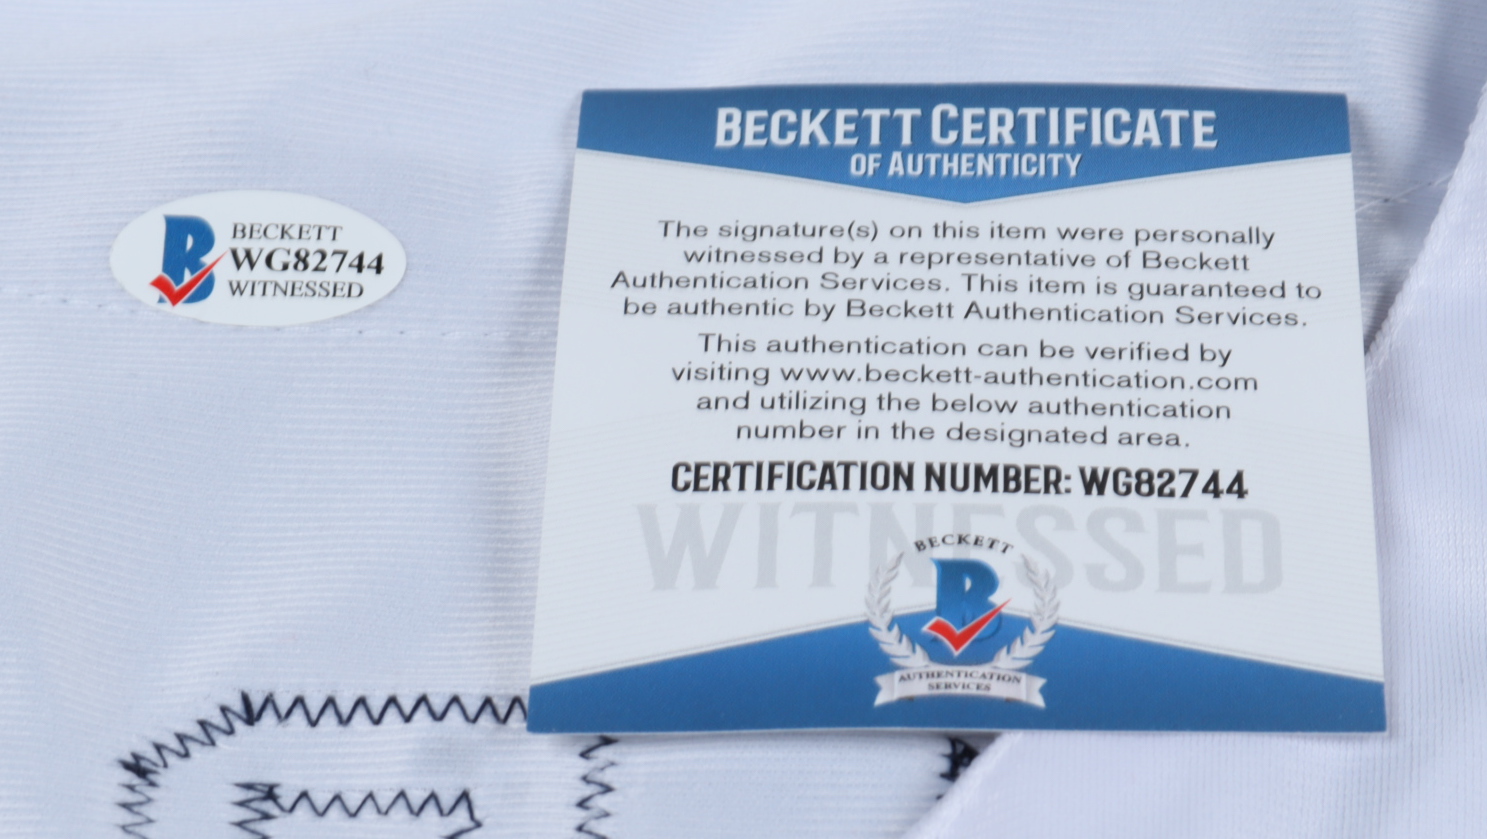 BECKETT
WG82744
WITNESSED
BECKETT CERTIFICATE
OF AUTHENTICITY
The signature(s) on this item were personally
witnessed by a representative of Beckett
Authentication Services. This item is guaranteed to
be authentic by Beckett Authentication Services.
This authentication can be verified by
visiting www.beckett-authentication.com
and utilizing the below authentication
number in the designated area.
CERTIFICATION NUMBER: WG82744
WITNESSED
BECKETT
B
AUTHENTICATION
SERVICES